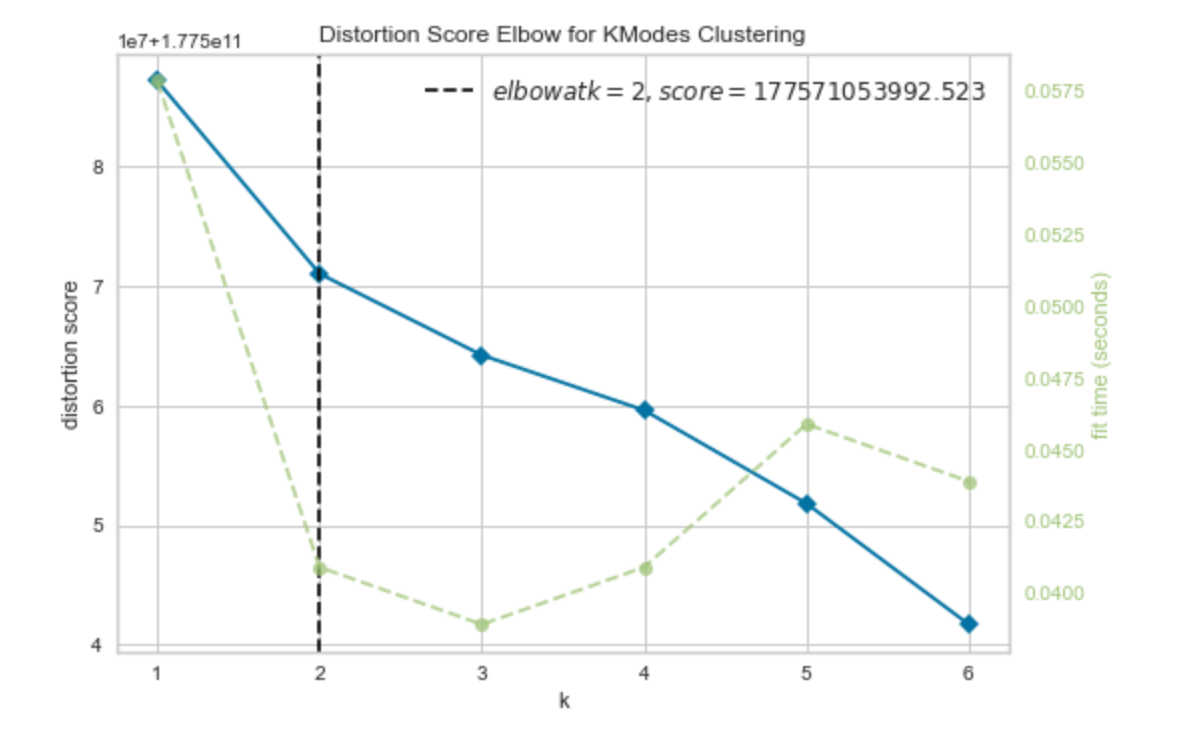 Distortion Score Elbow for KModes Clustering
1e7+1.775e11
elbowatk = 2, score = 177571053992.523
distortion score
8
7
6
5
4
0.0575
0.0550
0.0525
0.0500
0.0475
0.0450
0.0425
0.0400
fit time (seconds)
1 2 3 4 5 6
k